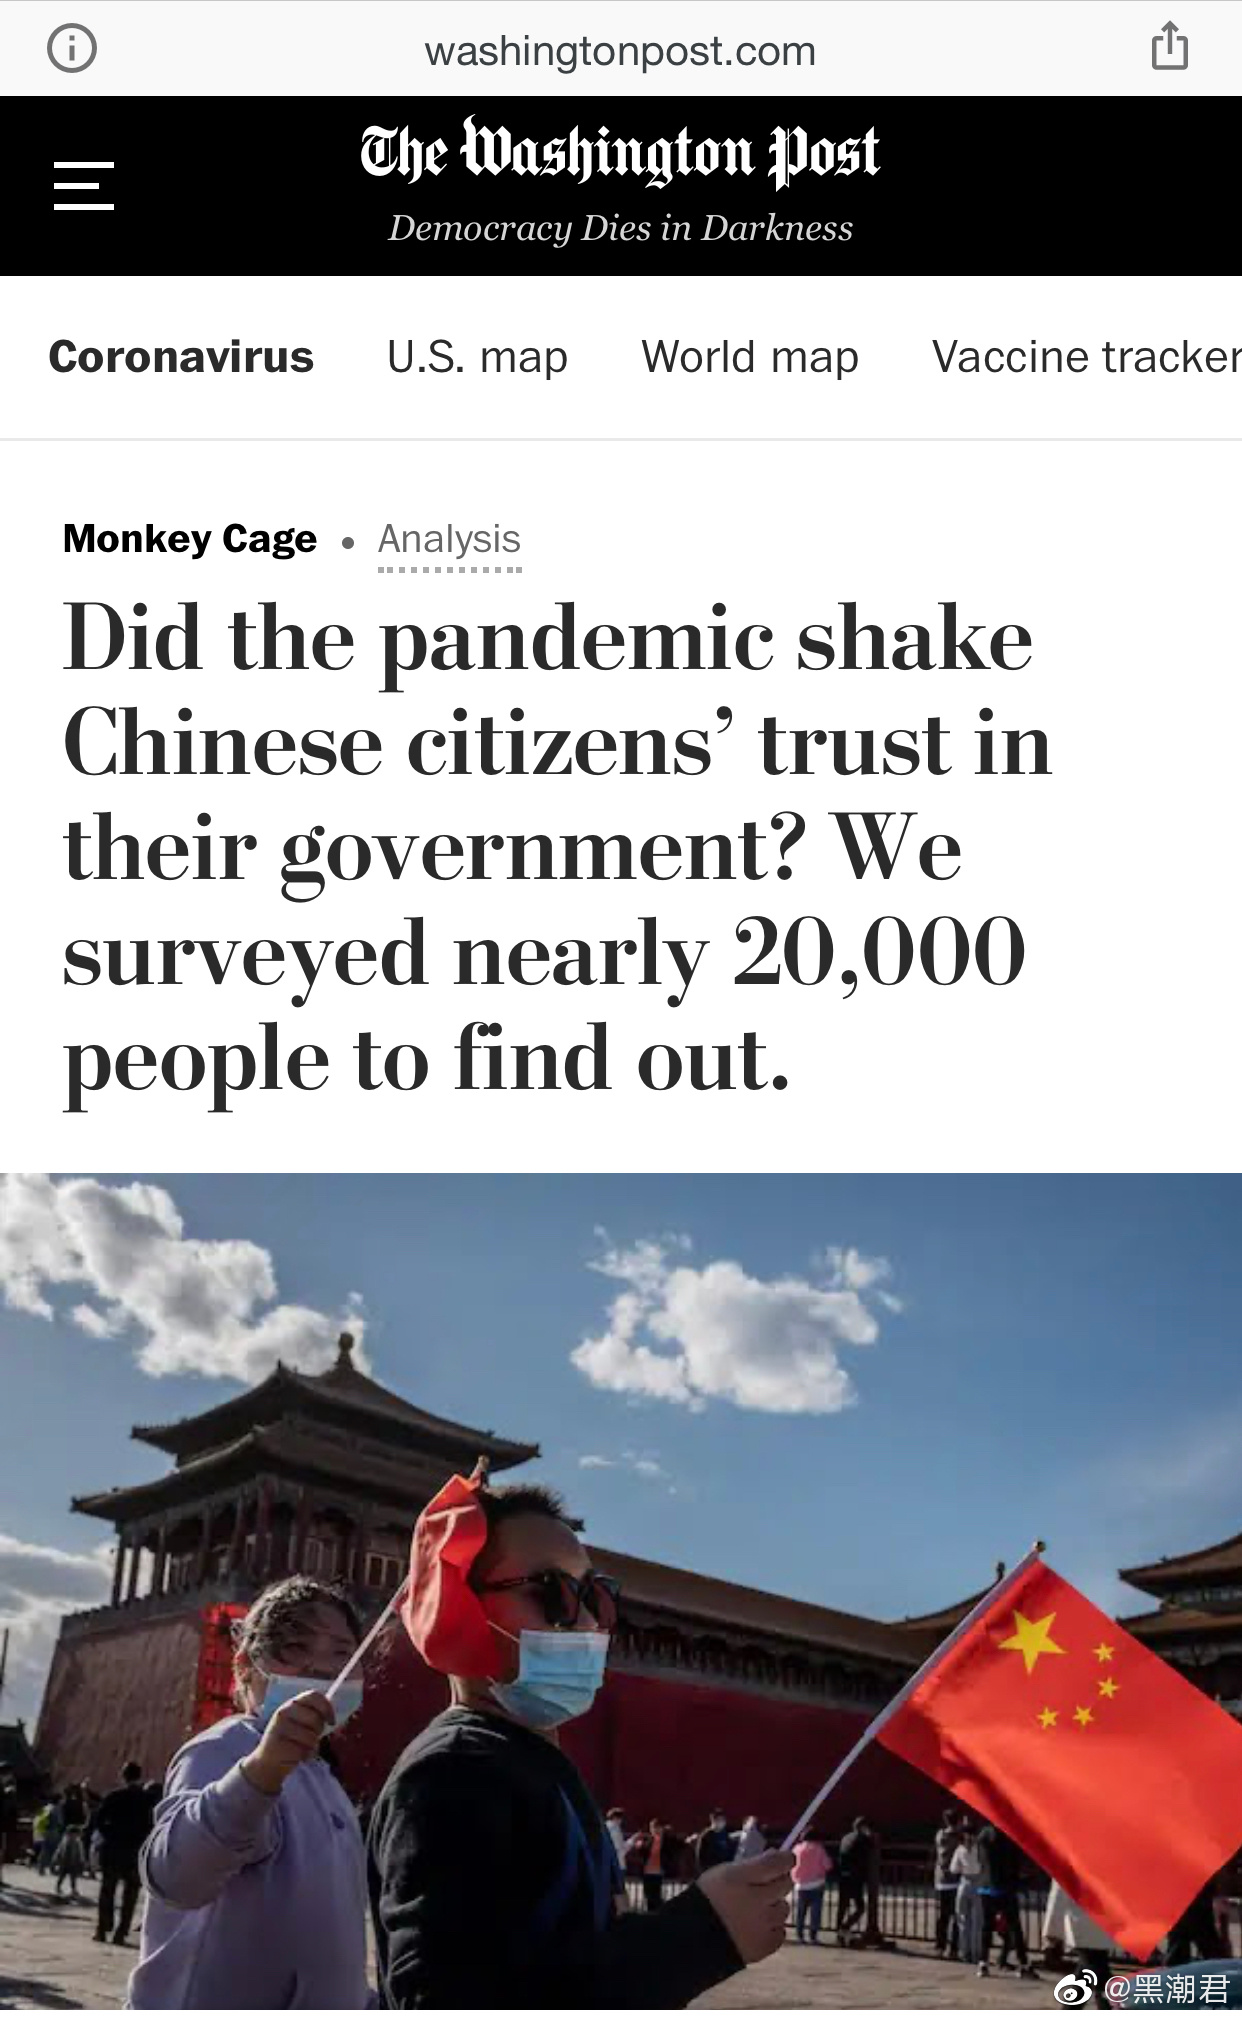 washingtonpost.com
The Washington Post
Democracy Dies in Darkness
Coronavirus U.S. map World map Vaccine tracker
Monkey Cage • Analysis
Did the pandemic shake
Chinese citizens’ trust in
their government? We
surveyed nearly 20,000
people to find out.
@黑潮君